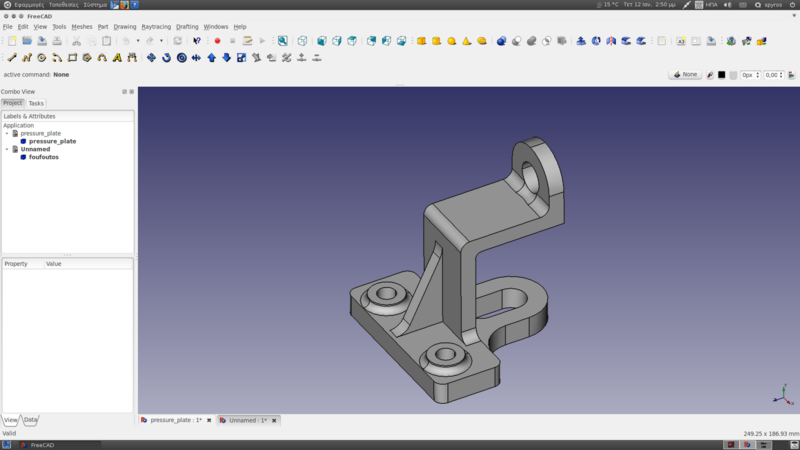 Εφαρμογές Τοποθεσίες Σύστημα
15 °C Τετ 12 Ιαν, 2:50 μμ ΗΠΑ spyros
FreeCAD
File Edit View Tools Meshes Part Drawing Raytracing Drafting Windows Help
active command: None
None 0px 0,00
Combo View
Project Tasks
Labels & Attributes
Application
pressure_plate
pressure_plate
Unnamed
foufoutos
Property Value
View Data
pressure_plate : 1*
Unnamed : 1*
Valid
249.25 x 186.93 mm
FreeCAD